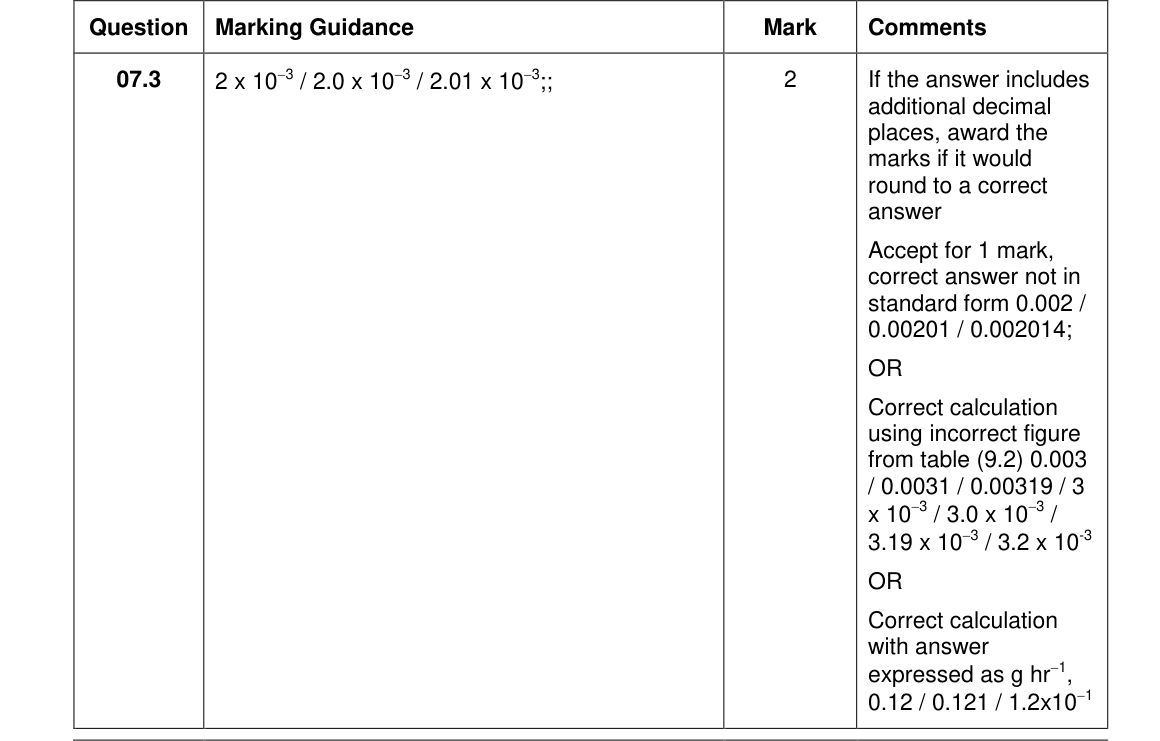 Question Marking Guidance Mark Comments
07.3 2 x 10⁻³ / 2.0 x 10⁻³ / 2.01 x 10⁻³;; 2 If the answer includes
additional decimal
places, award the
marks if it would
round to a correct
answer
Accept for 1 mark,
correct answer not in
standard form 0.002 /
0.00201 / 0.002014;
OR
Correct calculation
using incorrect figure
from table (9.2) 0.003
/ 0.0031 / 0.00319 / 3
x 10⁻³ / 3.0 x 10⁻³ /
3.19 x 10⁻³ / 3.2 x 10⁻³
OR
Correct calculation
with answer
expressed as g hr⁻¹,
0.12 / 0.121 / 1.2x10⁻¹